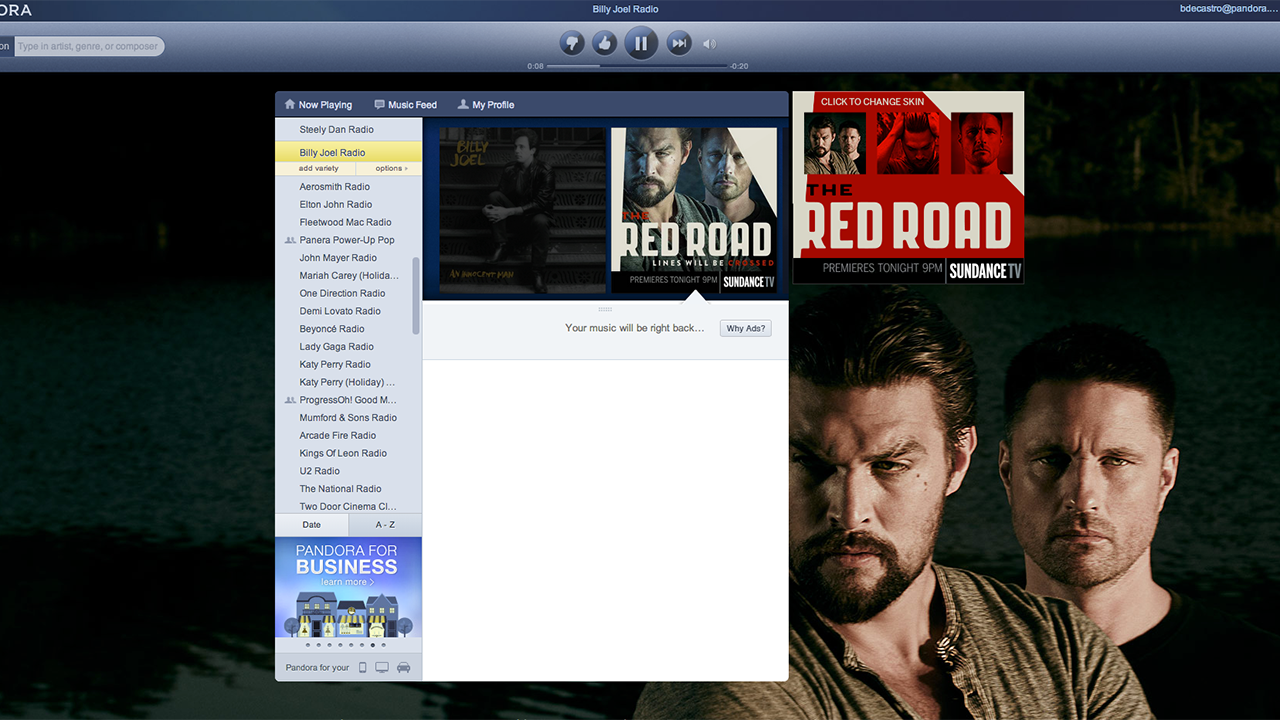 ORA
Billy Joel Radio
bdecastro@pandora....
on
Type in artist, genre, or composer
0:08
-0:20
Now Playing
Music Feed
My Profile
Steely Dan Radio
Billy Joel Radio
add variety
options
Aerosmith Radio
Elton John Radio
Fleetwood Mac Radio
Panera Power-Up Pop
John Mayer Radio
Mariah Carey (Holida...
One Direction Radio
Demi Lovato Radio
Beyoncé Radio
Lady Gaga Radio
Katy Perry Radio
Katy Perry (Holiday) ...
ProgressOh! Good M...
Mumford & Sons Radio
Arcade Fire Radio
Kings Of Leon Radio
U2 Radio
The National Radio
Two Door Cinema Cl...
Date
A - Z
PANDORA FOR
BUSINESS
learn more >
Pandora for your
BILLY
JOEL
AN INNOCENT MAN
THE
RED ROAD
LINES WILL BE CROSSED
PREMIERES TONIGHT 9PM
SUNDANCE TV
Your music will be right back...
Why Ads?
CLICK TO CHANGE SKIN
THE
RED ROAD
PREMIERES TONIGHT 9PM
SUNDANCE TV